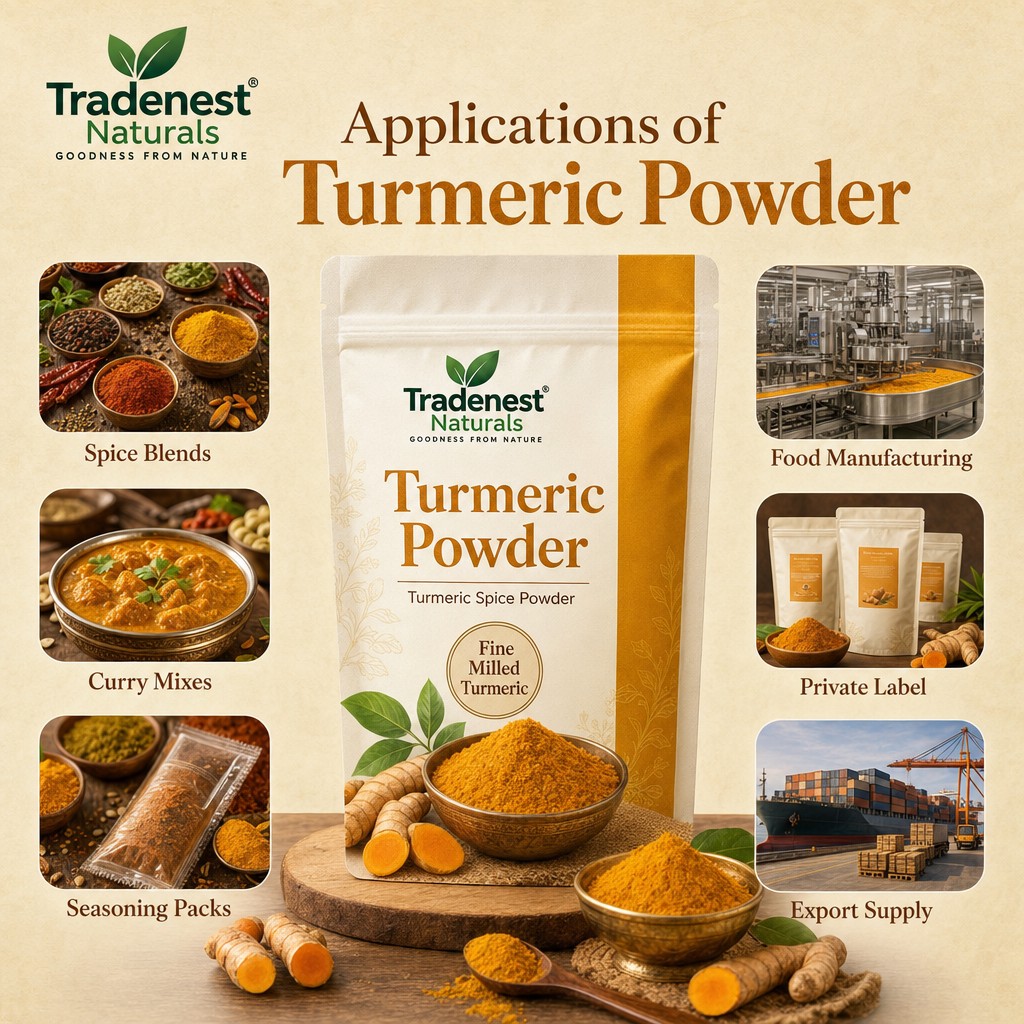 Tradenest®
Naturals
GOODNESS FROM NATURE
Applications of
Turmeric Powder
Spice Blends
Curry Mixes
Seasoning Packs
Tradenest®
Naturals
GOODNESS FROM NATURE
Turmeric
Powder
Turmeric Spice Powder
Fine
Milled
Turmeric
Food Manufacturing
Private Label
Export Supply